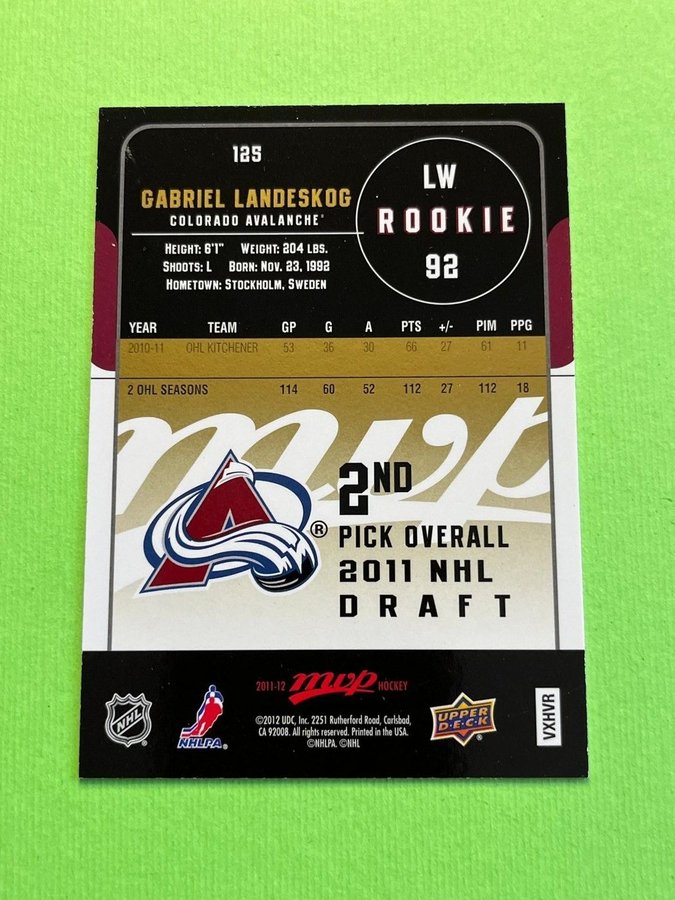 125
GABRIEL LANDESKOG
COLORADO AVALANCHE®
HEIGHT: 6'1" WEIGHT: 204 LBS.
SHOOTS: L BORN: NOV. 23, 1992
HOMETOWN: STOCKHOLM, SWEDEN
LW
ROOKIE
92
YEAR TEAM GP G A PTS +/- PIM PPG
2010-11 OHL KITCHENER 53 36 30 66 27 61 11
2 OHL SEASONS 114 60 52 112 27 112 18
mvp
A ®
2ND
PICK OVERALL
2011 NHL
DRAFT
2011-12 mvp HOCKEY
NHL
NHLPA®
©2012 UDC, Inc. 2251 Rutherford Road, Carlsbad,
CA 92008. All rights reserved. Printed in the USA.
©NHLPA. ©NHL
UPPER
D·E·C·K
VXHVR